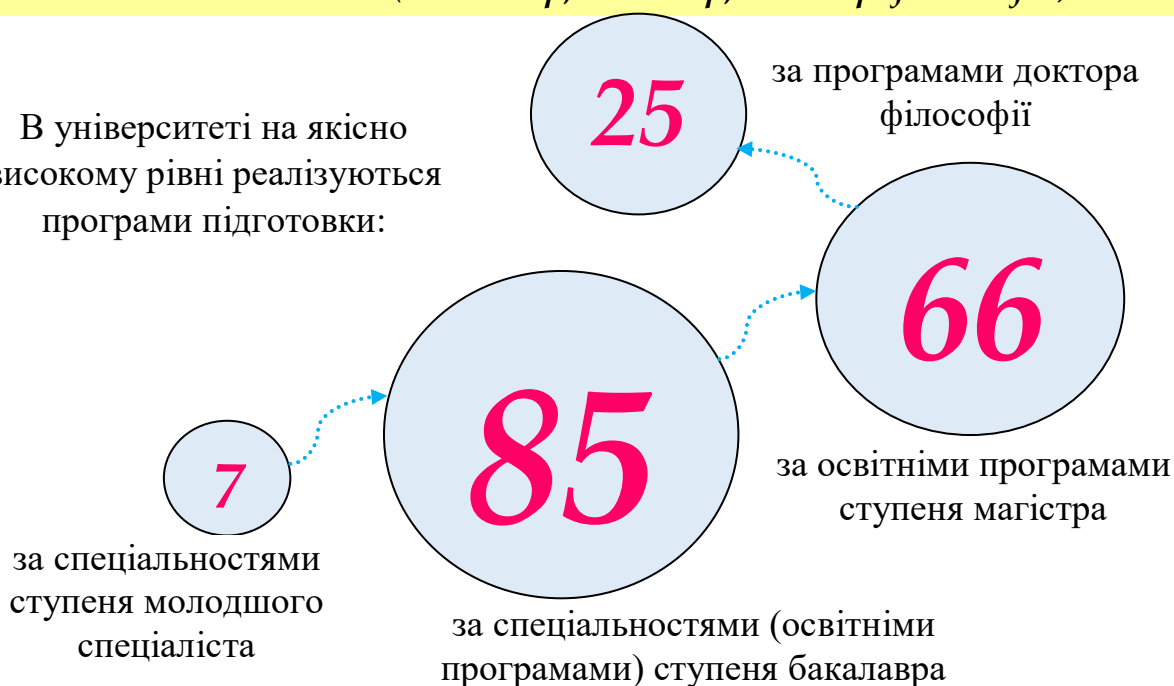 В університеті на якісно
високому рівні реалізуються
програми підготовки:
25
за програмами доктора
філософії
66
за освітніми програмами
ступеня магістра
85
за спеціальностями (освітніми
програмами) ступеня бакалавра
7
за спеціальностями
ступеня молодшого
спеціаліста